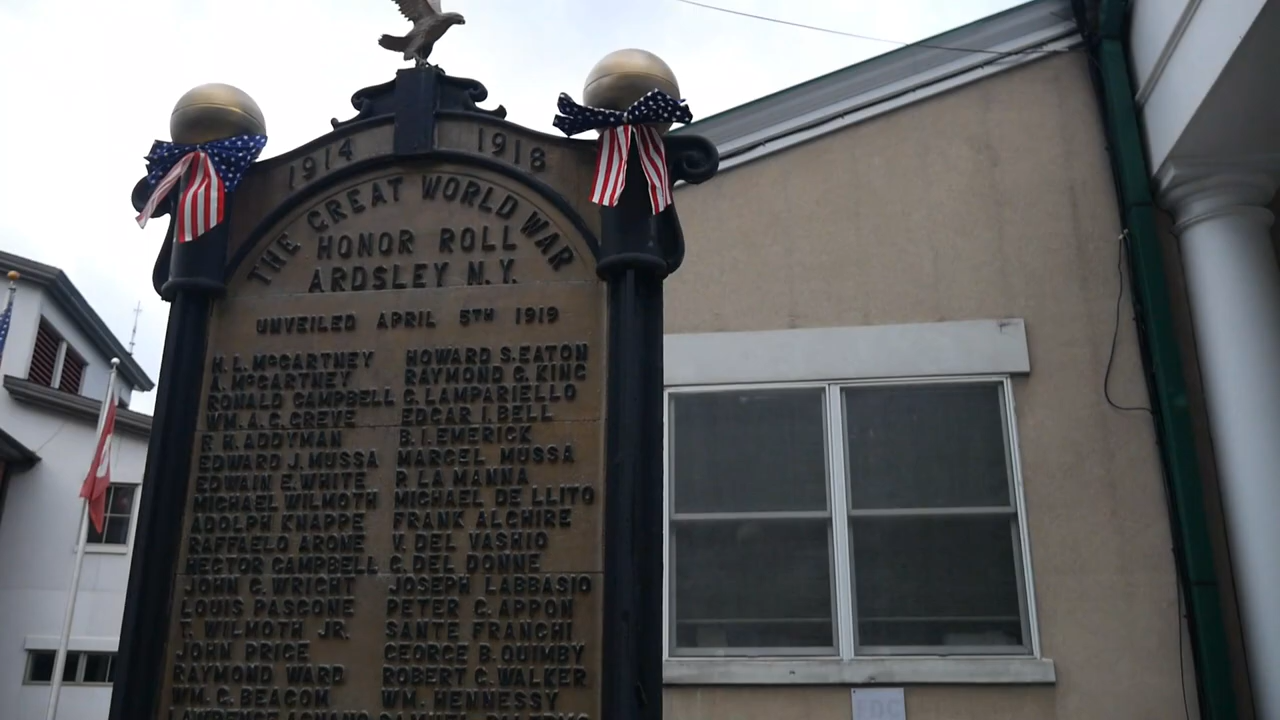 1914 1918
THE GREAT WORLD WAR
HONOR ROLL
ARDSLEY N.Y.
UNVEILED APRIL 5TH 1919
H. L. McCARTNEY HOWARD S. EATON
A. McCARTNEY RAYMOND G. KING
RONALD CAMPBELL C. LAMPARIELLO
WM. A. C. GREVE EDGAR I. BELL
R. H. ADDYMAN B. I. EMERICK
EDWARD J. MUSSA MARCEL MUSSA
EDWAIN E. WHITE P. LA MANNA
MICHAEL WILMOTH MICHAEL DE LLITO
ADOLPH KNAPPE FRANK ALGHIRE
RAFFAELO ARONE V. DEL VASHIO
HECTOR CAMPBELL C. DEL DONNE
JOHN G. WRIGHT JOSEPH LABBASIO
LOUIS PASCONE PETER C. APPON
T. WILMOTH JR. SANTE FRANCHI
JOHN PRICE GEORGE B. QUIMBY
RAYMOND WARD ROBERT G. WALKER
WM. C. BEACOM WM. HENNESSY
LAWRENCE